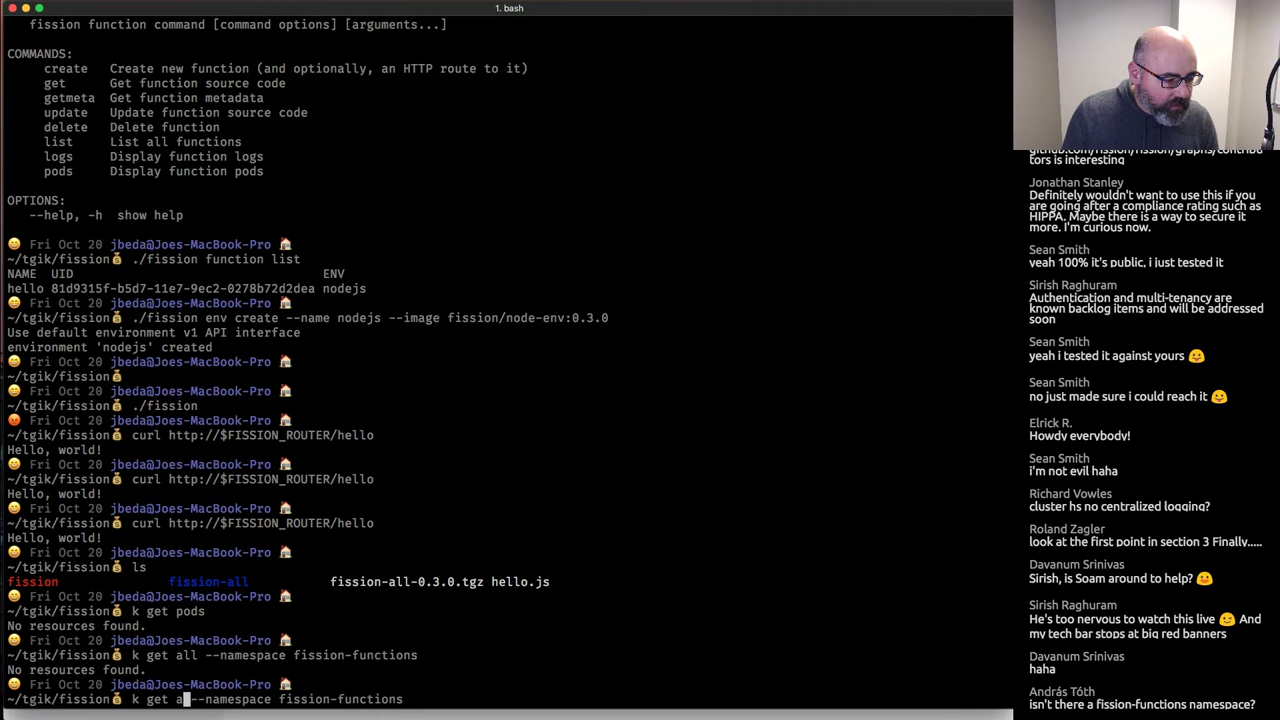 1. bash
fission function command [command options] [arguments...]
COMMANDS:
create Create new function (and optionally, an HTTP route to it)
get Get function source code
getmeta Get function metadata
update Update function source code
delete Delete function
list List all functions
logs Display function logs
pods Display function pods
OPTIONS:
--help, -h show help
Fri Oct 20 jbeda@Joes-MacBook-Pro
~/tgik/fission ./fission function list
NAME UID ENV
hello 81d9315f-b5d7-11e7-9ec2-0278b72d2dea nodejs
Fri Oct 20 jbeda@Joes-MacBook-Pro
~/tgik/fission ./fission env create --name nodejs --image fission/node-env:0.3.0
Use default environment v1 API interface
environment 'nodejs' created
Fri Oct 20 jbeda@Joes-MacBook-Pro
~/tgik/fission
Fri Oct 20 jbeda@Joes-MacBook-Pro
~/tgik/fission ./fission
Fri Oct 20 jbeda@Joes-MacBook-Pro
~/tgik/fission curl http://$FISSION_ROUTER/hello
Hello, world!
Fri Oct 20 jbeda@Joes-MacBook-Pro
~/tgik/fission curl http://$FISSION_ROUTER/hello
Hello, world!
Fri Oct 20 jbeda@Joes-MacBook-Pro
~/tgik/fission curl http://$FISSION_ROUTER/hello
Hello, world!
Fri Oct 20 jbeda@Joes-MacBook-Pro
~/tgik/fission ls
fission fission-all fission-all-0.3.0.tgz hello.js
Fri Oct 20 jbeda@Joes-MacBook-Pro
~/tgik/fission k get pods
No resources found.
Fri Oct 20 jbeda@Joes-MacBook-Pro
~/tgik/fission k get all --namespace fission-functions
No resources found.
Fri Oct 20 jbeda@Joes-MacBook-Pro
~/tgik/fission k get a --namespace fission-functions
github.com/fission/fission/graphs/contribu
tors is interesting
Jonathan Stanley
Definitely wouldn't want to use this if you
are going after a compliance rating such as
HIPPA. Maybe there is a way to secure it
more. I'm curious now.
Sean Smith
yeah 100% it's public, i just tested it
Sirish Raghuram
Authentication and multi-tenancy are
known backlog items and will be addressed
soon
Sean Smith
yeah i tested it against yours
Sean Smith
no just made sure i could reach it
Elrick R.
Howdy everybody!
Sean Smith
i'm not evil haha
Richard Vowles
cluster hs no centralized logging?
Roland Zagler
look at the first point in section 3 Finally.....
Davanum Srinivas
Sirish, is Soam around to help?
Sirish Raghuram
He's too nervous to watch this live And
my tech bar stops at big red banners
Davanum Srinivas
haha
András Tóth
isn't there a fission-functions namespace?